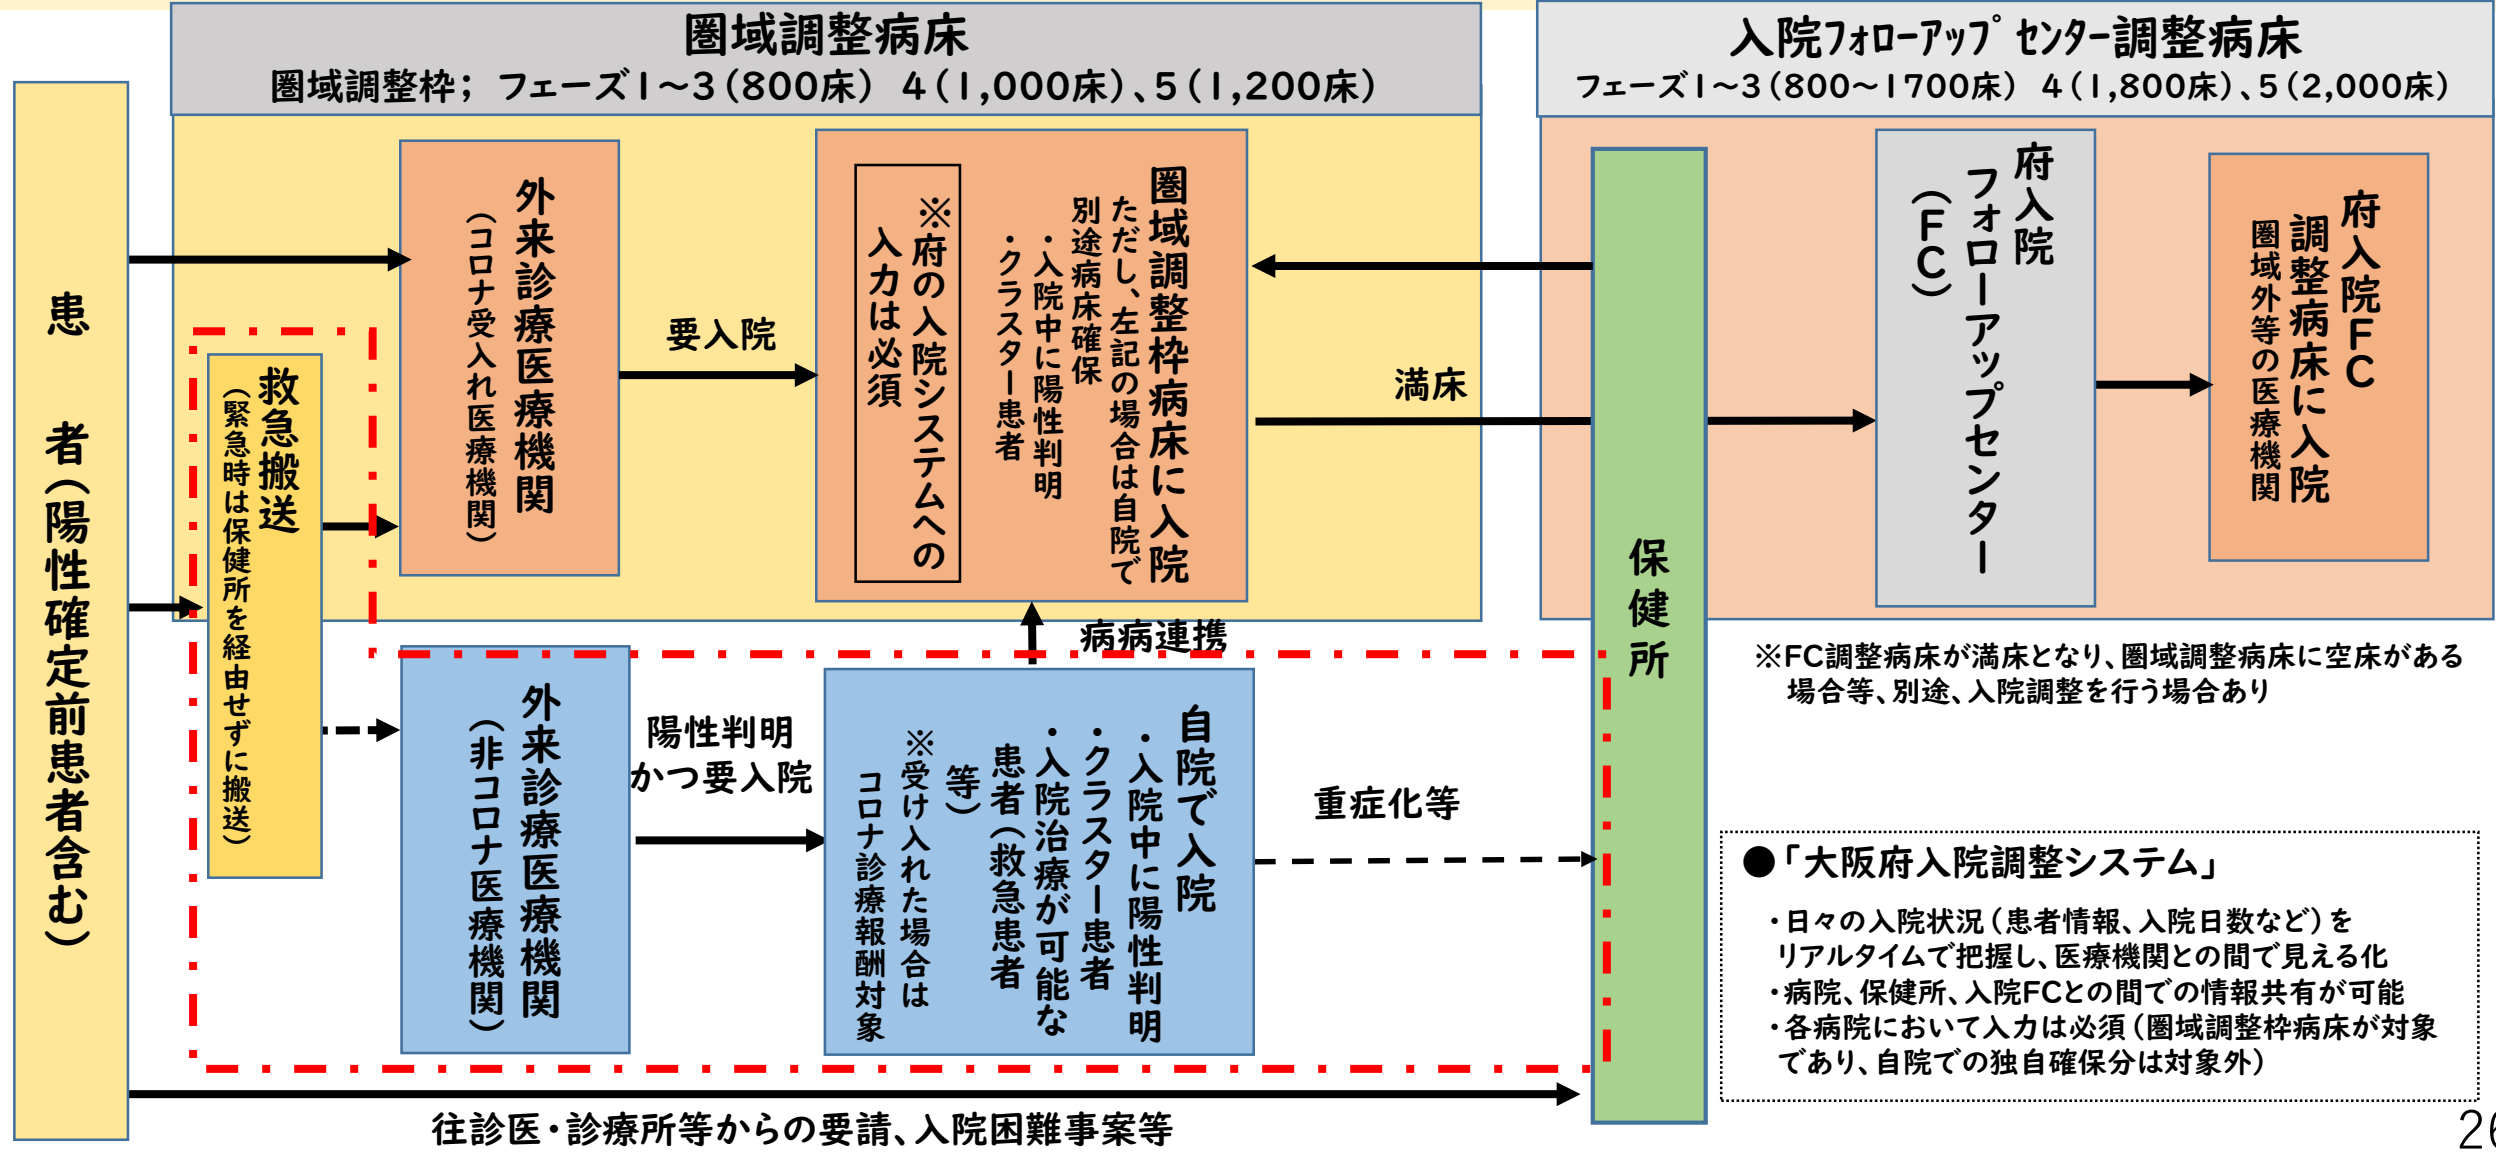 圏域調整病床
圏域調整枠；フェーズ1～3（800床）　4（1,000床）、5（1,200床）
入院フォローアップセンター調整病床
フェーズ1～3（800～1700床）　4（1,800床）、5（2,000床）
患者（陽性確定前患者含む）
救急搬送
（緊急時は保健所を経由せずに搬送）
外来診療医療機関
（コロナ受入れ医療機関）
要入院
圏域調整枠病床に入院
ただし、左記の場合は自院で
別途病床確保
・入院中に陽性判明
・クラスター患者
※府の入院システムへの
入力は必須
満床
保健所
府入院
フォローアップセンター
（FC）
府入院FC
調整病床に入院
圏域外等の医療機関
病病連携
外来診療医療機関
（非コロナ医療機関）
陽性判明
かつ要入院
自院で入院
・入院中に陽性判明
・クラスター患者
・入院治療が可能な
患者（救急患者
等）
※受け入れた場合は
コロナ診療報酬対象
重症化等
※FC調整病床が満床となり、圏域調整病床に空床がある
場合等、別途、入院調整を行う場合あり
●「大阪府入院調整システム」
・日々の入院状況（患者情報、入院日数など）を
リアルタイムで把握し、医療機関との間で見える化
・病院、保健所、入院FCとの間での情報共有が可能
・各病院において入力は必須（圏域調整枠病床が対象
であり、自院での独自確保分は対象外）
往診医・診療所等からの要請、入院困難事案等
26